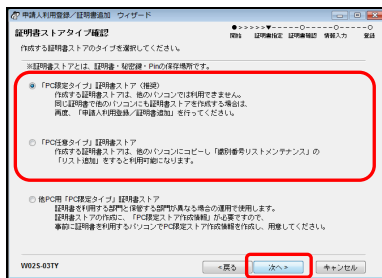 申請人利用登録／証明書追加 ウィザード
証明書ストアタイプ確認
開始 証明書指定 証明書確認 情報入力 登録
作成する証明書ストアのタイプを選択してください。
※証明書ストアとは、証明書・秘密鍵・Pinの保存場所です。
「PC限定タイプ」証明書ストア（推奨）
作成する証明書ストアは、他のパソコンでは利用できません。
同じ証明書で他のパソコンにも証明書ストアを作成する場合は、
再度、「申請人利用登録／証明書追加」を行ってください。
「PC任意タイプ」証明書ストア
作成する証明書ストアは、他のパソコンにコピーし「識別番号リストメンテナンス」の
「リスト追加」をすると利用可能になります。
他PC用「PC限定タイプ」証明書ストア
証明書を利用する部門と保管する部門が異なる場合の運用で使用します。
証明書ストアの作成に、「PC限定ストア作成情報」が必要ですので、
事前に証明書を利用するパソコンでPC限定ストア作成情報を作成し、用意してください。
W02S-03TY
<戻る 次へ> キャンセル